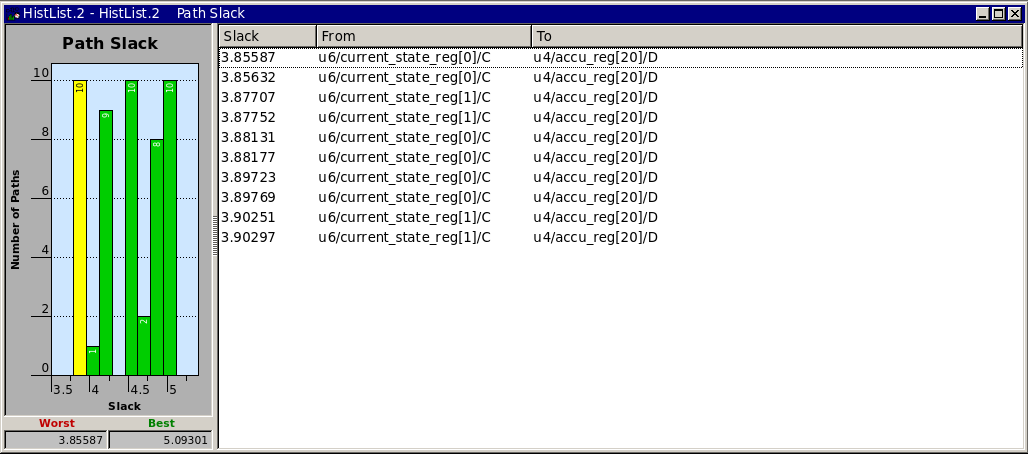 HistList.2 - HistList.2 Path Slack
Path Slack
Number of Paths
10
8
6
4
2
0
10
1
9
10
2
8
10
3.5 4 4.5 5
Slack
Worst Best
3.85587 5.09301
Slack From To
3.85587 u6/current_state_reg[0]/C u4/accu_reg[20]/D
3.85632 u6/current_state_reg[0]/C u4/accu_reg[20]/D
3.87707 u6/current_state_reg[1]/C u4/accu_reg[20]/D
3.87752 u6/current_state_reg[1]/C u4/accu_reg[20]/D
3.88131 u6/current_state_reg[0]/C u4/accu_reg[20]/D
3.88177 u6/current_state_reg[0]/C u4/accu_reg[20]/D
3.89723 u6/current_state_reg[0]/C u4/accu_reg[20]/D
3.89769 u6/current_state_reg[0]/C u4/accu_reg[20]/D
3.90251 u6/current_state_reg[1]/C u4/accu_reg[20]/D
3.90297 u6/current_state_reg[1]/C u4/accu_reg[20]/D